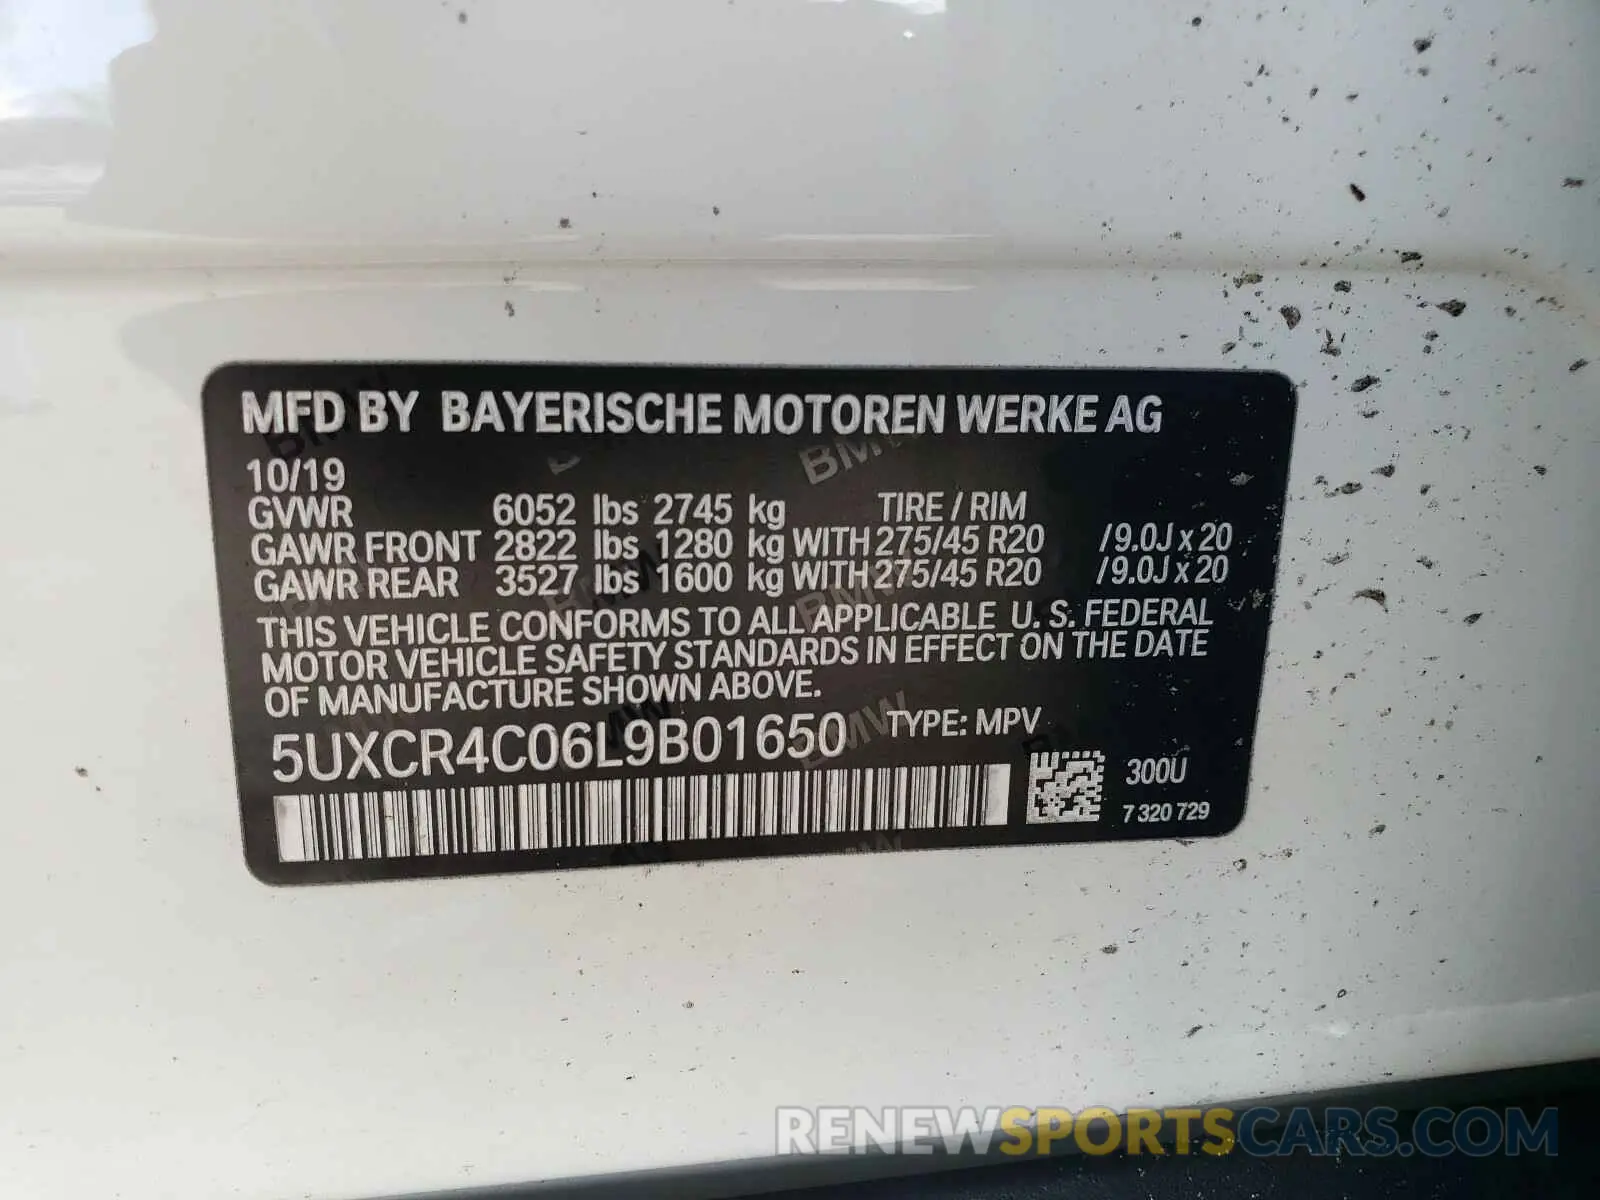 MFD BY BAYERISCHE MOTOREN WERKE AG
10/19
GVWR 6052 lbs 2745 kg TIRE / RIM
GAWR FRONT 2822 lbs 1280 kg WITH 275/45 R20 /9.0J x 20
GAWR REAR 3527 lbs 1600 kg WITH 275/45 R20 /9.0J x 20
THIS VEHICLE CONFORMS TO ALL APPLICABLE U. S. FEDERAL
MOTOR VEHICLE SAFETY STANDARDS IN EFFECT ON THE DATE
OF MANUFACTURE SHOWN ABOVE.
5UXCR4C06L9B01650 TYPE: MPV
300U
7 320 729
RENEWSPORTSCARS.COM